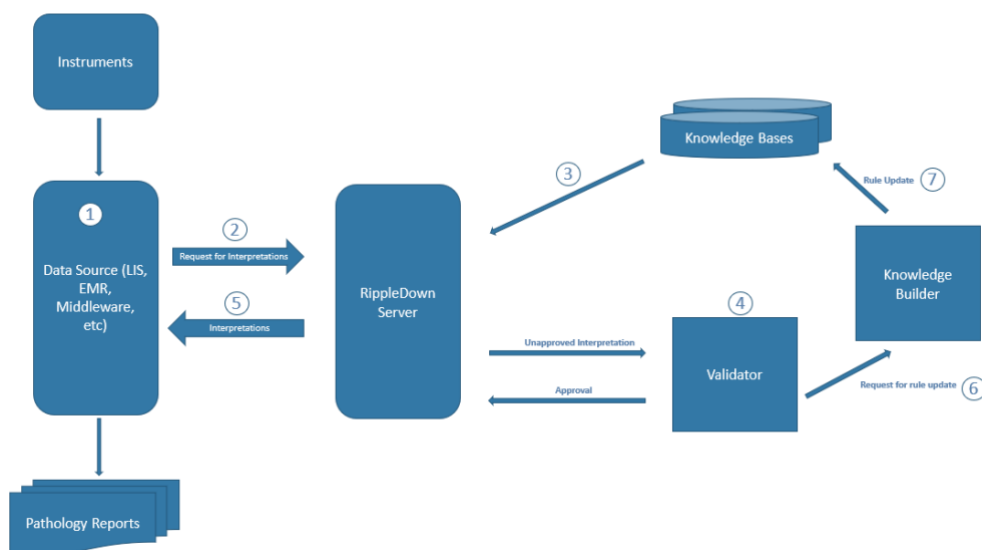 Instruments
1
Data Source (LIS,
EMR,
Middleware,
etc)
Pathology Reports
2
Request for Interpretations
5
Interpretations
RippleDown
Server
3
Knowledge Bases
Unapproved Interpretation
Approval
4
Validator
Rule Update
7
Knowledge
Builder
Request for rule update
6